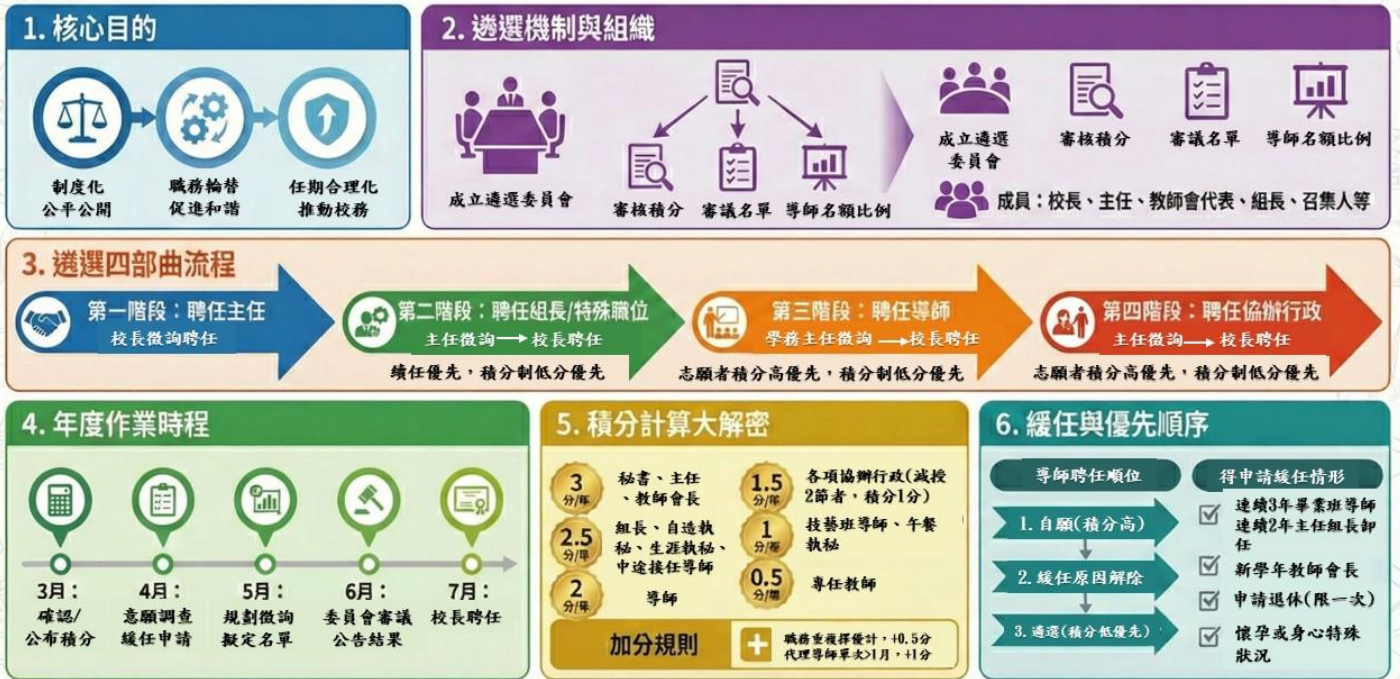 1. 核心目的
制度化
公平公開
職務輪替
促進和諧
任期合理化
推動校務
2. 遴選機制與組織
成立遴選委員會
審核積分
審議名單
導師名額比例
成立遴選
委員會
審核積分
審議名單
導師名額比例
成員：校長、主任、教師會代表、組長、召集人等
3. 遴選四部曲流程
第一階段：聘任主任
校長徵詢聘任
第二階段：聘任組長/特殊職位
主任徵詢→校長聘任
續任優先，積分制低分優先
第三階段：聘任導師
學務主任徵詢→校長聘任
志願者積分高優先，積分制低分優先
第四階段：聘任協辦行政
主任徵詢→校長聘任
志願者積分高優先，積分制低分優先
4. 年度作業時程
3月：
確認/
公布積分
4月：
意願調查
緩任申請
5月：
規劃徵詢
擬定名單
6月：
委員會審議
公告結果
7月：
校長聘任
5. 積分計算大解密
3
分/年
秘書、主任
、教師會長
2.5
分/年
組長、自造執
秘、生涯執秘、
中途接任導師
2
分/年
導師
1.5
分/年
各項協辦行政(減授
2節者，積分1分)
1
技藝班導師、午餐
執秘
0.5
專任教師
加分規則
職務重複擇優計，+0.5分
代理導師單次>1月，+1分
6. 緩任與優先順序
導師聘任順位
1. 自願(積分高)
2. 緩任原因解除
3. 遴選(積分低優先)
得申請緩任情形
連續3年畢業班導師
連續2年主任組長卸
任
新學年教師會長
申請退休(限一次)
懷孕或身心特殊
狀況